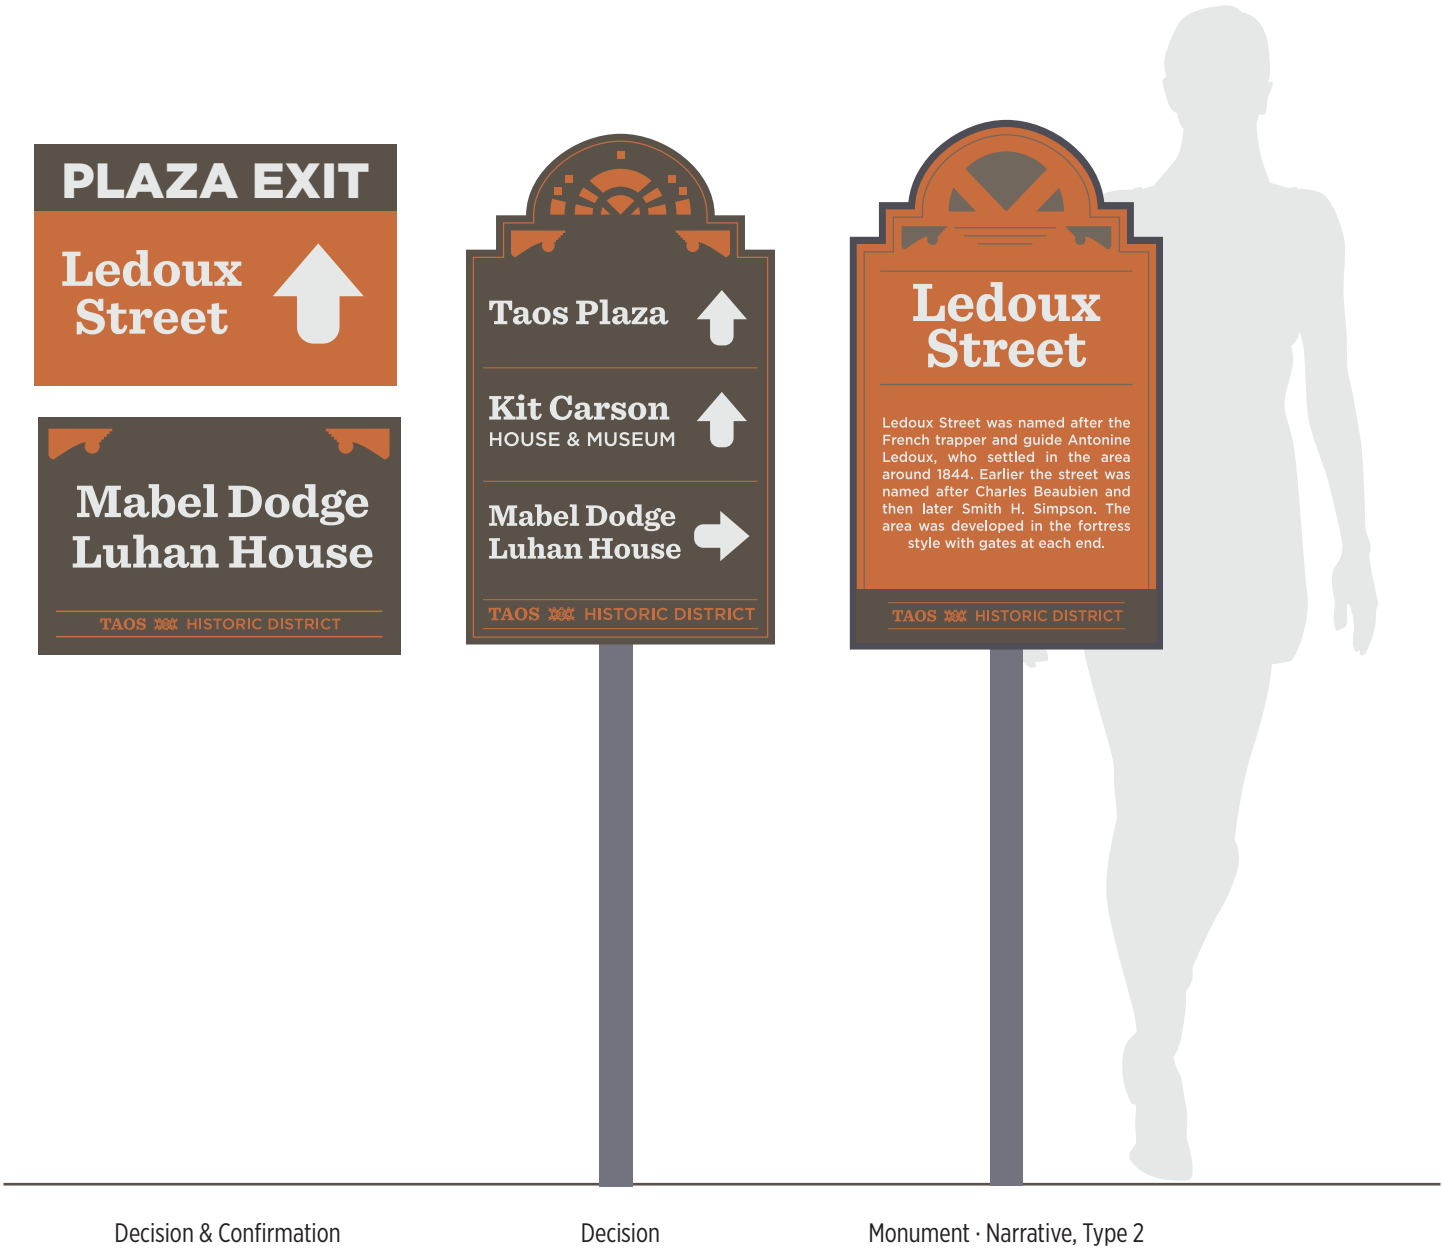 PLAZA EXIT
Ledoux
Street
Mabel Dodge
Luhan House
TAOS HISTORIC DISTRICT
Taos Plaza
Kit Carson
HOUSE & MUSEUM
Mabel Dodge
Luhan House
TAOS HISTORIC DISTRICT
Ledoux
Street
Ledoux Street was named after the
French trapper and guide Antonine
Ledoux, who settled in the area
around 1844. Earlier the street was
named after Charles Beaubien and
then later Smith H. Simpson. The
area was developed in the fortress
style with gates at each end.
TAOS HISTORIC DISTRICT
Decision & Confirmation
Decision
Monument · Narrative, Type 2